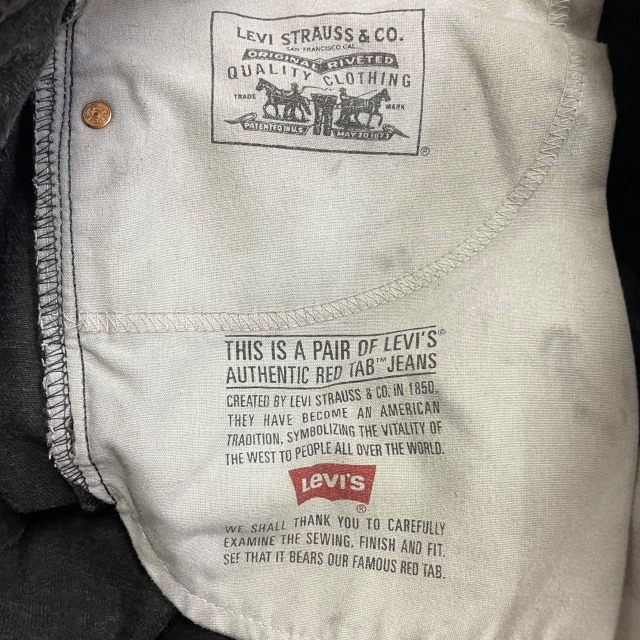 LEVI STRAUSS & CO.
SAN FRANCISCO, CAL.
ORIGINAL RIVETED
QUALITY CLOTHING
TRADE MARK
PATENTED IN U.S. MAY 20 1873
®
THIS IS A PAIR OF LEVI'S®
AUTHENTIC RED TAB™ JEANS
CREATED BY LEVI STRAUSS & CO. IN 1850.
THEY HAVE BECOME AN AMERICAN
TRADITION, SYMBOLIZING THE VITALITY OF
THE WEST TO PEOPLE ALL OVER THE WORLD.
LEVI'S
®
WE SHALL THANK YOU TO CAREFULLY
EXAMINE THE SEWING, FINISH AND FIT.
SEE THAT IT BEARS OUR FAMOUS RED TAB.